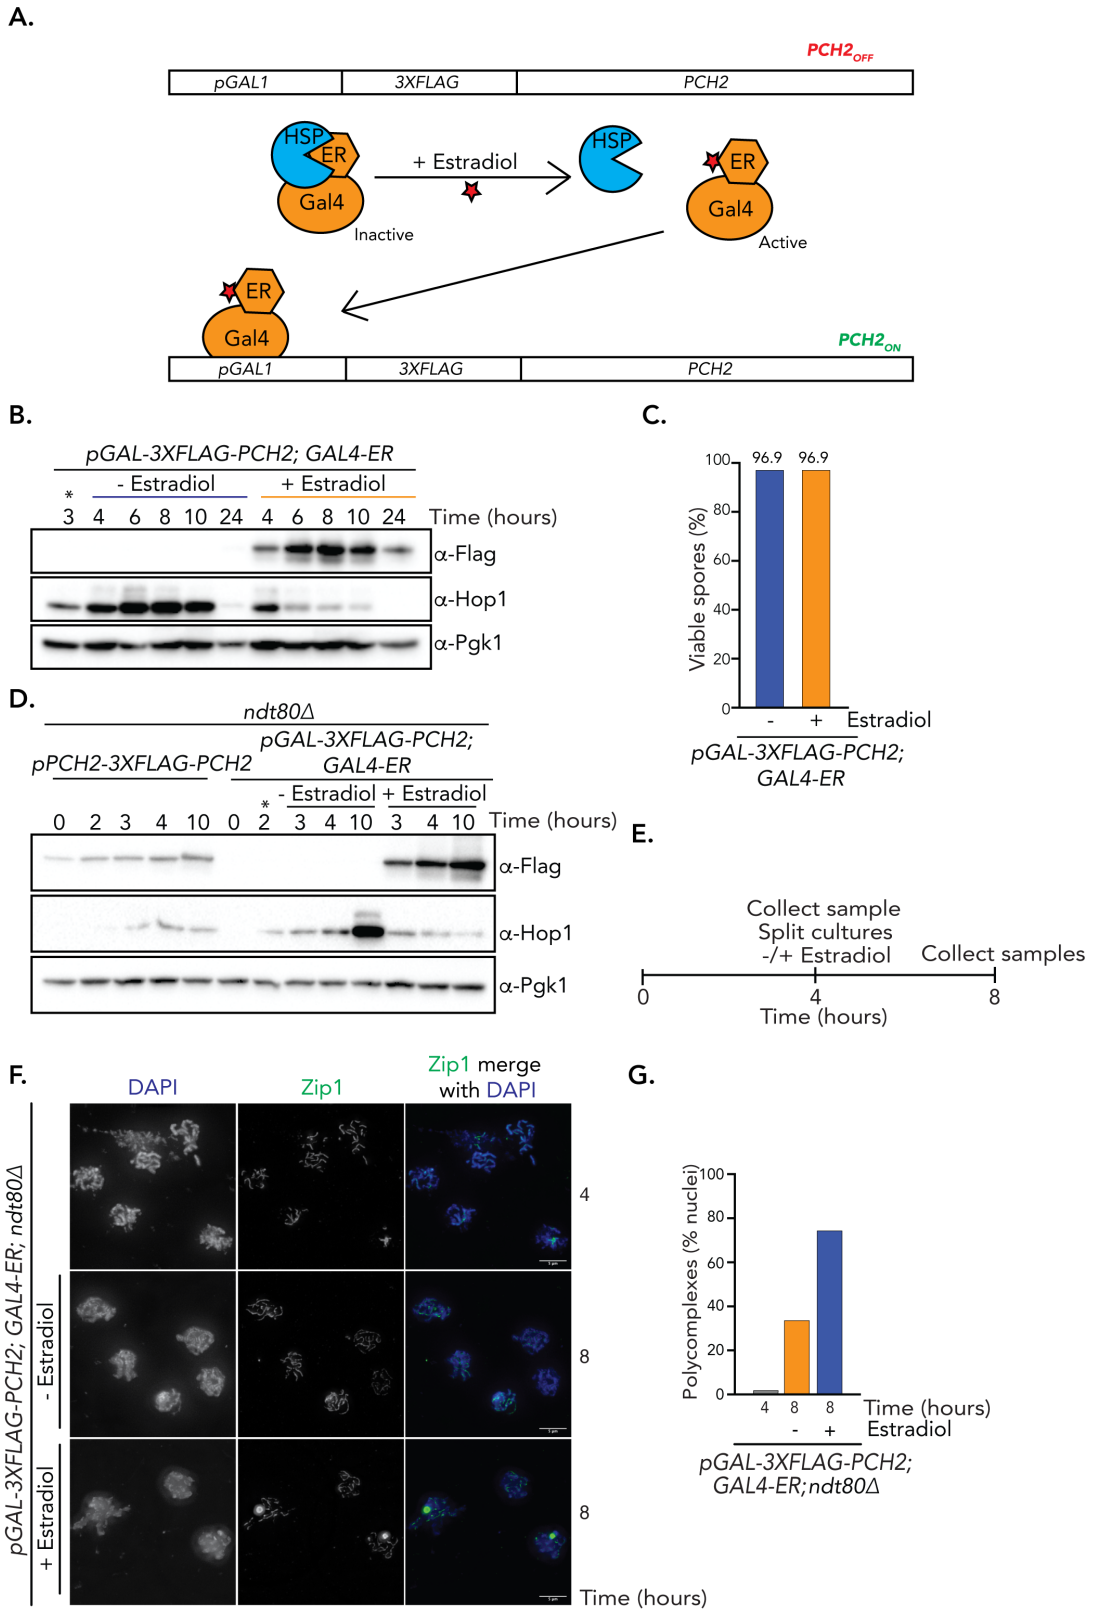 A.
PCH2OFF
pGAL1 3XFLAG PCH2
HSP
ER
Gal4
Inactive
+ Estradiol
HSP
ER
Gal4
Active
ER
Gal4
PCH2ON
pGAL1 3XFLAG PCH2
B.
pGAL-3XFLAG-PCH2; GAL4-ER
- Estradiol + Estradiol
*
3 4 6 8 10 24 4 6 8 10 24 Time (hours)
α-Flag
α-Hop1
α-Pgk1
C.
96.9 96.9
100
80
60
40
20
0
Viable spores (%)
- + Estradiol
pGAL-3XFLAG-PCH2;
GAL4-ER
D.
ndt80Δ
pPCH2-3XFLAG-PCH2
pGAL-3XFLAG-PCH2;
GAL4-ER
- Estradiol + Estradiol
*
0 2 3 4 10 0 2 3 4 10 3 4 10 Time (hours)
α-Flag
α-Hop1
α-Pgk1
E.
Collect sample
Split cultures
-/+ Estradiol
Collect samples
0 4 8
Time (hours)
F.
DAPI
Zip1
Zip1 merge
with DAPI
pGAL-3XFLAG-PCH2; GAL4-ER; ndt80Δ
4
- Estradiol
8
+ Estradiol
8
Time (hours)
G.
100
80
60
40
20
0
Polycomplexes (% nuclei)
4 8 8 Time (hours)
- + Estradiol
pGAL-3XFLAG-PCH2;
GAL4-ER;ndt80Δ